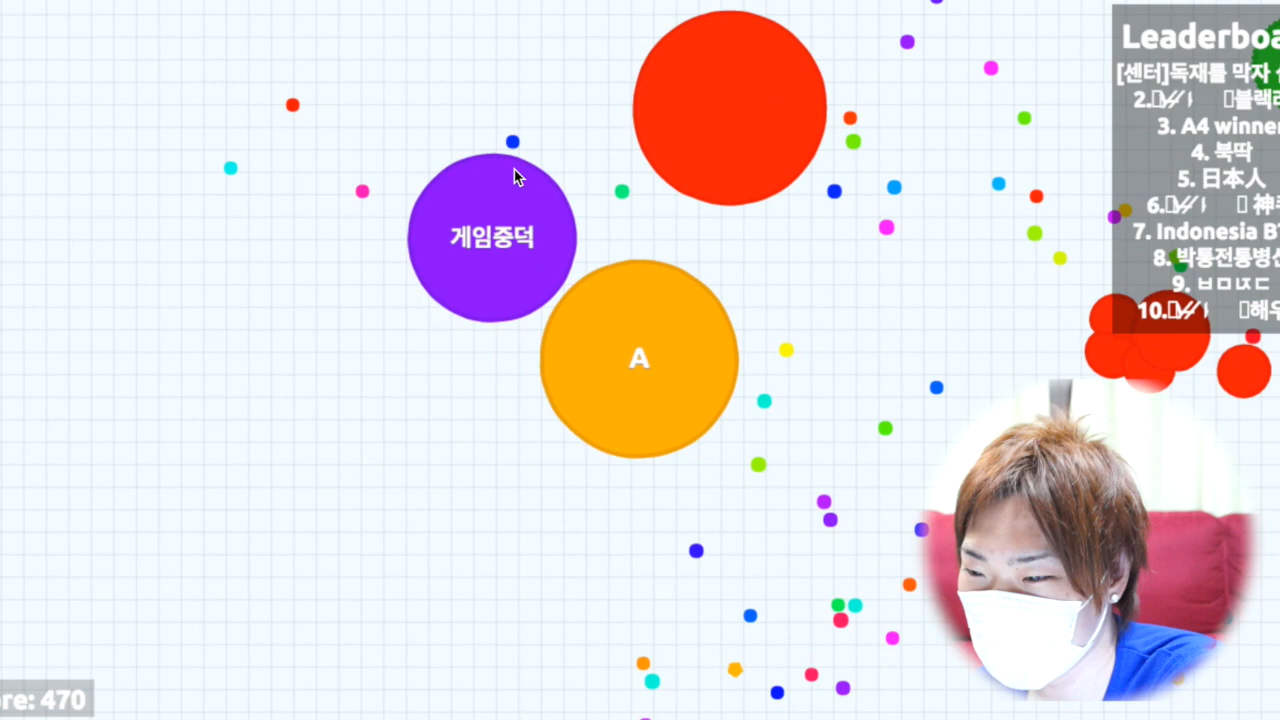 게임중덕
A
Leaderboa
[센터]독재를 막자
2. 블랙
3. A4 winner
4. 북딱
5. 日本人
6. 神
7. Indonesia B
8. 박통전통병신
9.
10. 해우
re: 470